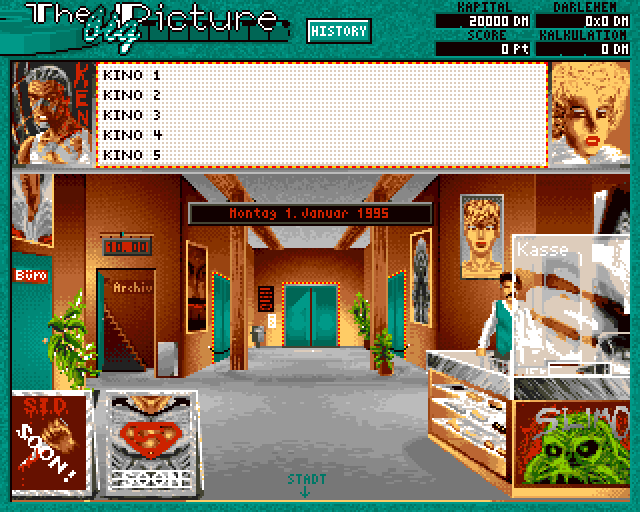 The Big Picture
HISTORY
KAPITAL
20000 DM
DARLEHEN
0x0 DM
SCORE
0 Pt
KALKULATION
0 DM
KEN
KINO 1
KINO 2
KINO 3
KINO 4
KINO 5
Montag 1. Januar 1995
10.00
Büro
Archiv
Kasse
S.T.D.
SOON!
SOON
SLIMO
STADT